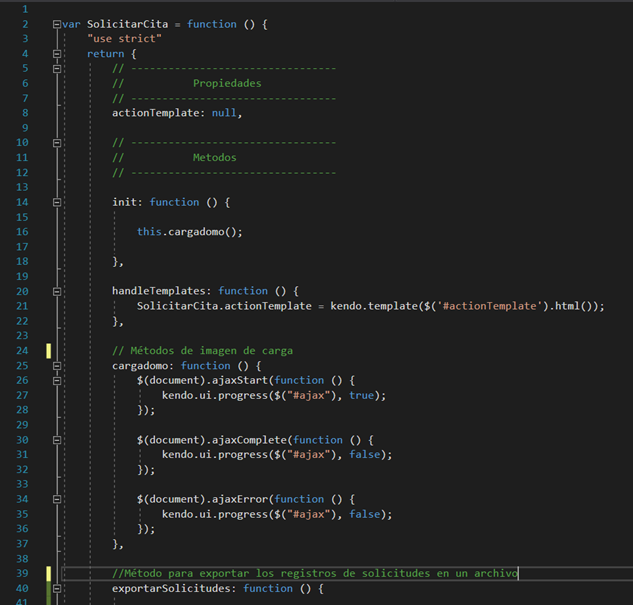 1
2 var SolicitarCita = function () {
3 "use strict"
4 return {
5 // ---------------------------------
6 // Propiedades
7 // ---------------------------------
8 actionTemplate: null,
9
10 // ---------------------------------
11 // Metodos
12 // ---------------------------------
13
14 init: function () {
15
16 this.cargadomo();
17
18 },
19
20 handleTemplates: function () {
21 SolicitarCita.actionTemplate = kendo.template($('#actionTemplate').html());
22 },
23
24 // Métodos de imagen de carga
25 cargadomo: function () {
26 $(document).ajaxStart(function () {
27 kendo.ui.progress($("#ajax"), true);
28 });
29
30 $(document).ajaxComplete(function () {
31 kendo.ui.progress($("#ajax"), false);
32 });
33
34 $(document).ajaxError(function () {
35 kendo.ui.progress($("#ajax"), false);
36 });
37 },
38
39 //Método para exportar los registros de solicitudes en un archivo
40 exportarSolicitudes: function () {
41